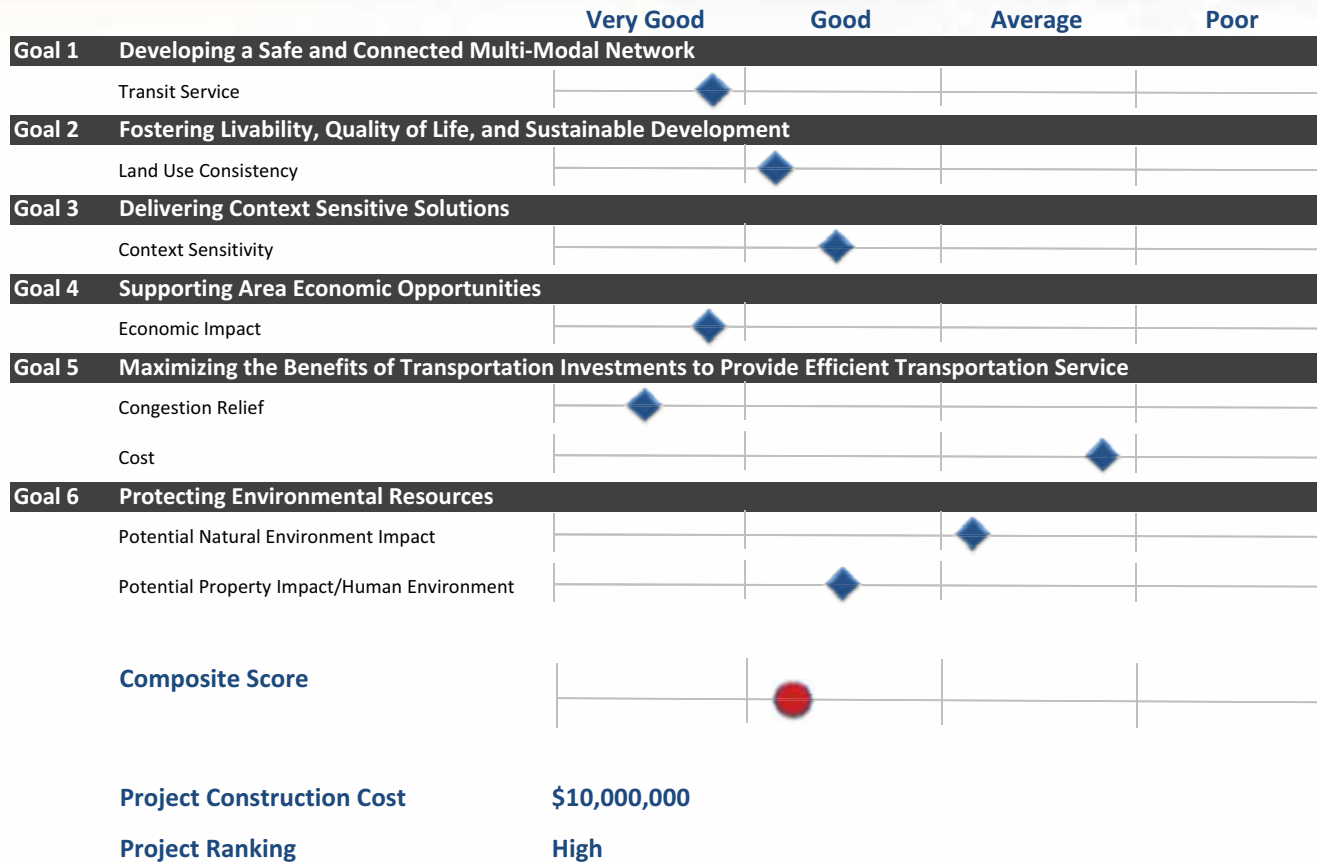 Very Good Good Average Poor
Goal 1 Developing a Safe and Connected Multi-Modal Network
Transit Service
Goal 2 Fostering Livability, Quality of Life, and Sustainable Development
Land Use Consistency
Goal 3 Delivering Context Sensitive Solutions
Context Sensitivity
Goal 4 Supporting Area Economic Opportunities
Economic Impact
Goal 5 Maximizing the Benefits of Transportation Investments to Provide Efficient Transportation Service
Congestion Relief
Cost
Goal 6 Protecting Environmental Resources
Potential Natural Environment Impact
Potential Property Impact/Human Environment
Composite Score
Project Construction Cost $10,000,000
Project Ranking High